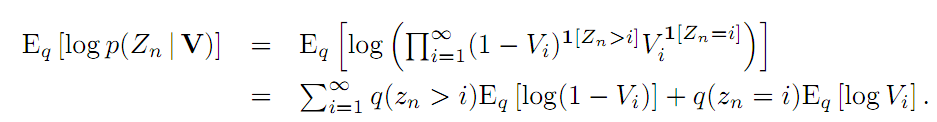 E_q [log p(Z_n | V)] = E_q [log (∏_{i=1}^{∞} (1 − V_i)^{1[Z_n>i]} V_i^{1[Z_n=i]})]
= ∑_{i=1}^{∞} q(z_n > i)E_q [log(1 − V_i)] + q(z_n = i)E_q [log V_i] .